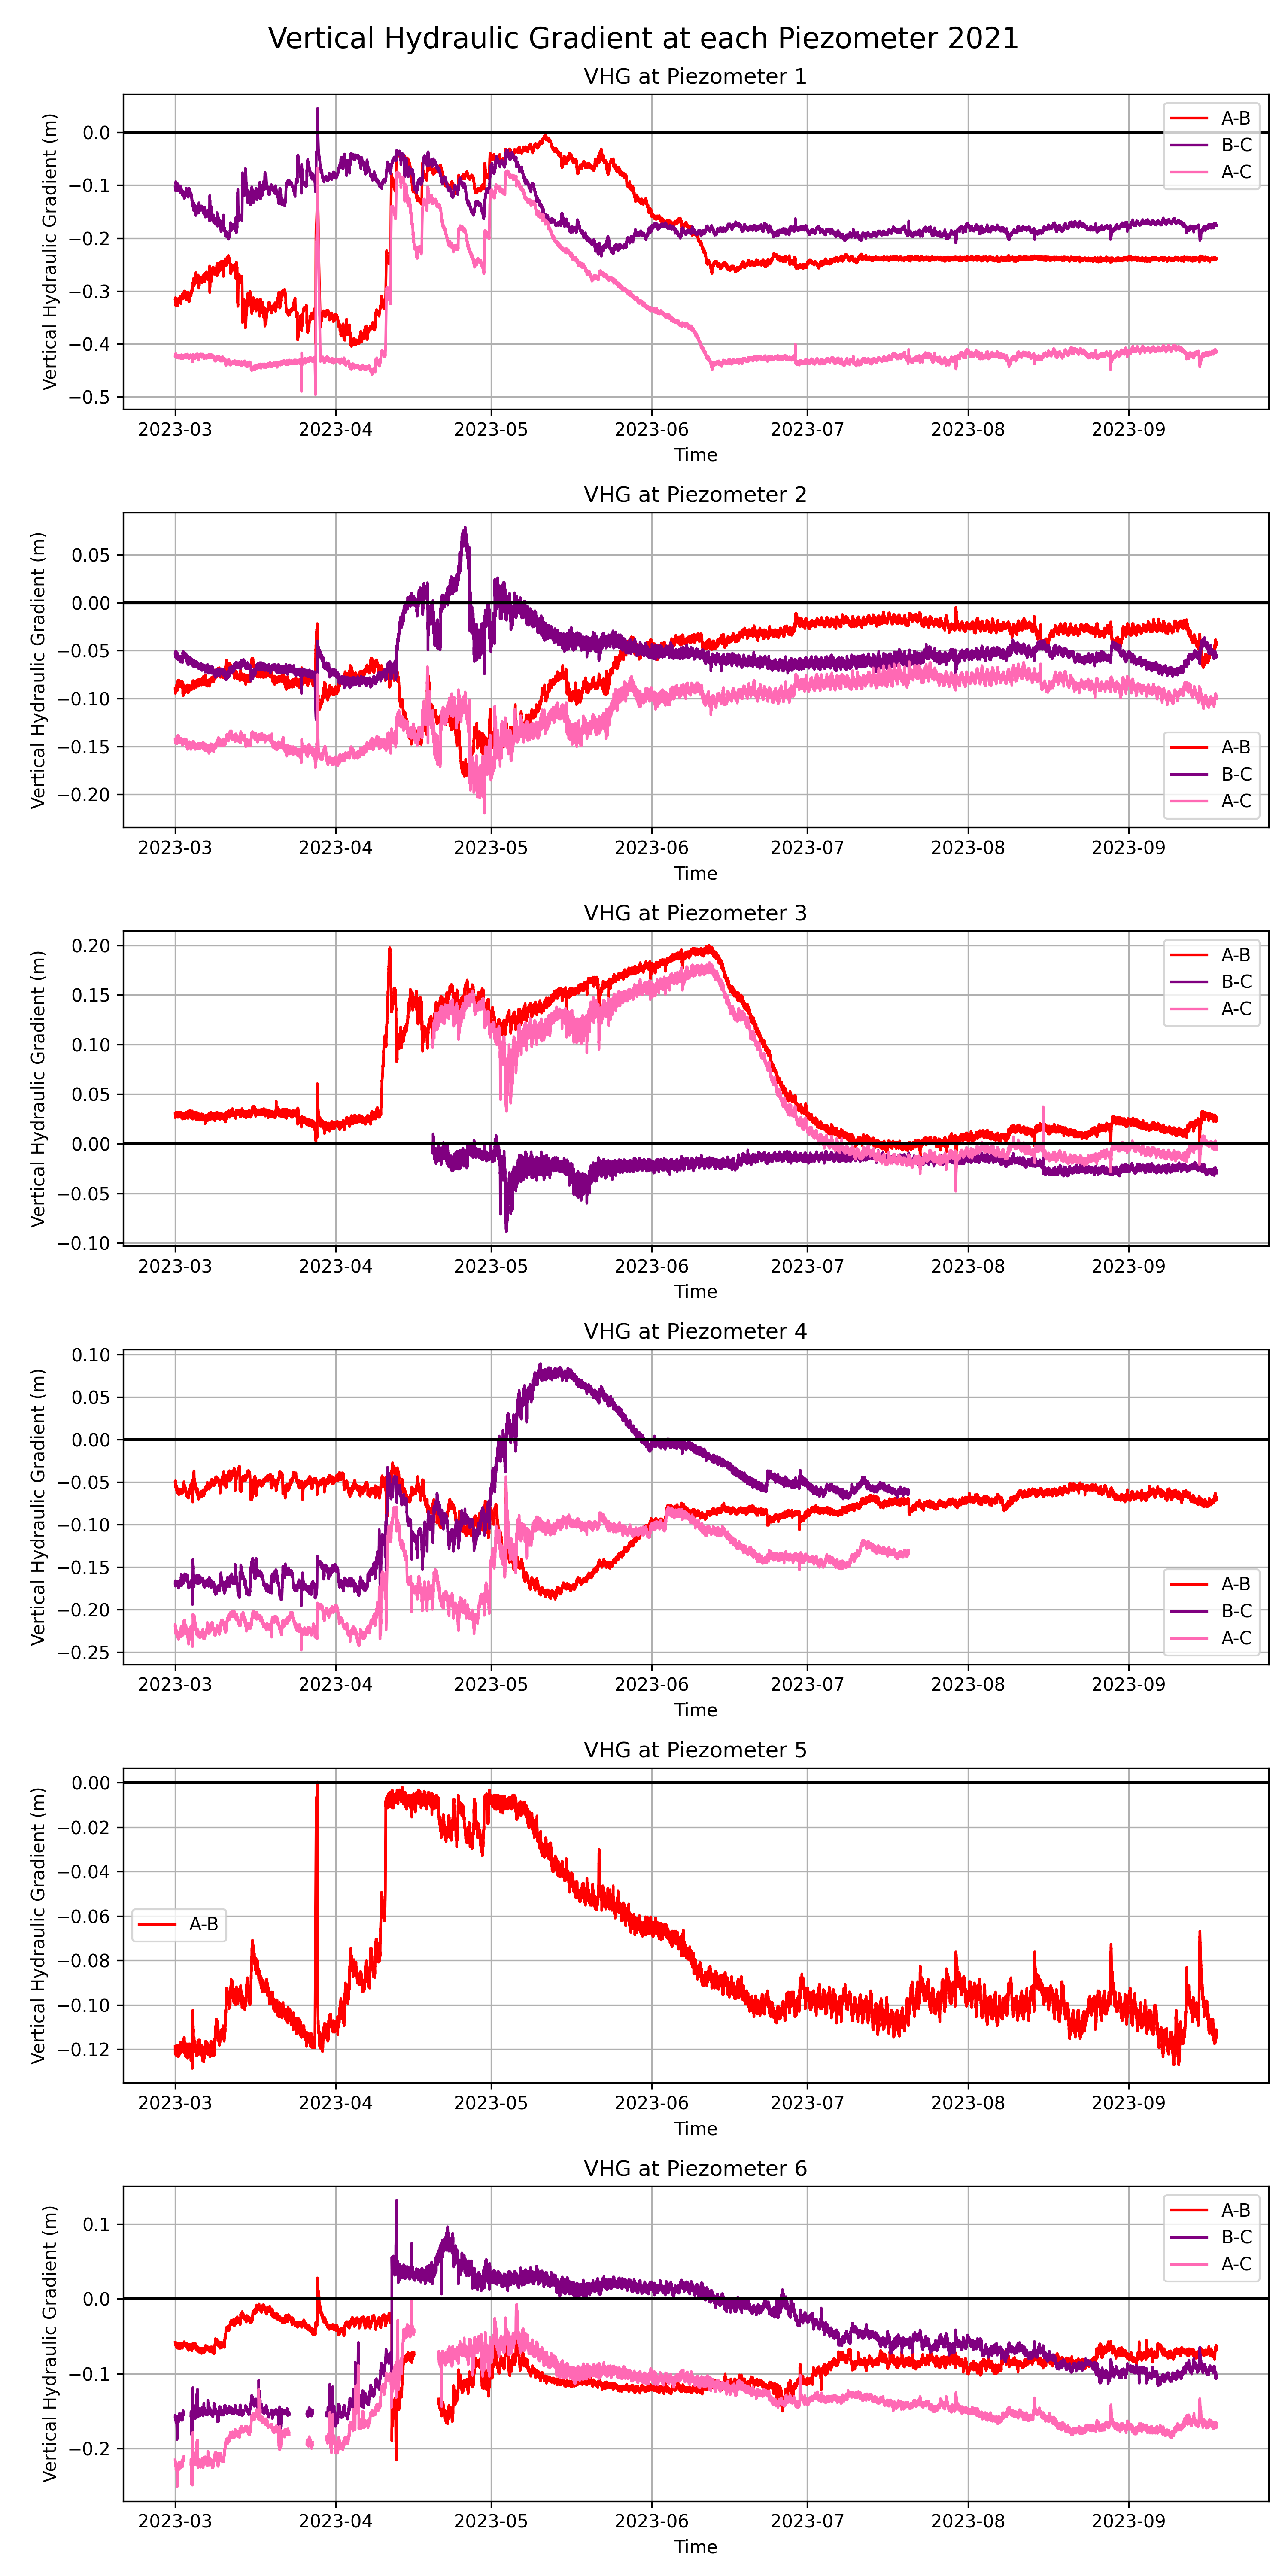 Vertical Hydraulic Gradient at each Piezometer 2021
VHG at Piezometer 1
Vertical Hydraulic Gradient (m)
0.0
−0.1
−0.2
−0.3
−0.4
−0.5
A-B
B-C
A-C
2023-03 2023-04 2023-05 2023-06 2023-07 2023-08 2023-09
Time
VHG at Piezometer 2
Vertical Hydraulic Gradient (m)
0.05
0.00
−0.05
−0.10
−0.15
−0.20
A-B
B-C
A-C
2023-03 2023-04 2023-05 2023-06 2023-07 2023-08 2023-09
Time
VHG at Piezometer 3
Vertical Hydraulic Gradient (m)
0.20
0.15
0.10
0.05
0.00
−0.05
−0.10
A-B
B-C
A-C
2023-03 2023-04 2023-05 2023-06 2023-07 2023-08 2023-09
Time
VHG at Piezometer 4
Vertical Hydraulic Gradient (m)
0.10
0.05
0.00
−0.05
−0.10
−0.15
−0.20
−0.25
A-B
B-C
A-C
2023-03 2023-04 2023-05 2023-06 2023-07 2023-08 2023-09
Time
VHG at Piezometer 5
Vertical Hydraulic Gradient (m)
0.00
−0.02
−0.04
−0.06
−0.08
−0.10
−0.12
A-B
2023-03 2023-04 2023-05 2023-06 2023-07 2023-08 2023-09
Time
VHG at Piezometer 6
Vertical Hydraulic Gradient (m)
0.1
0.0
−0.1
−0.2
A-B
B-C
A-C
2023-03 2023-04 2023-05 2023-06 2023-07 2023-08 2023-09
Time